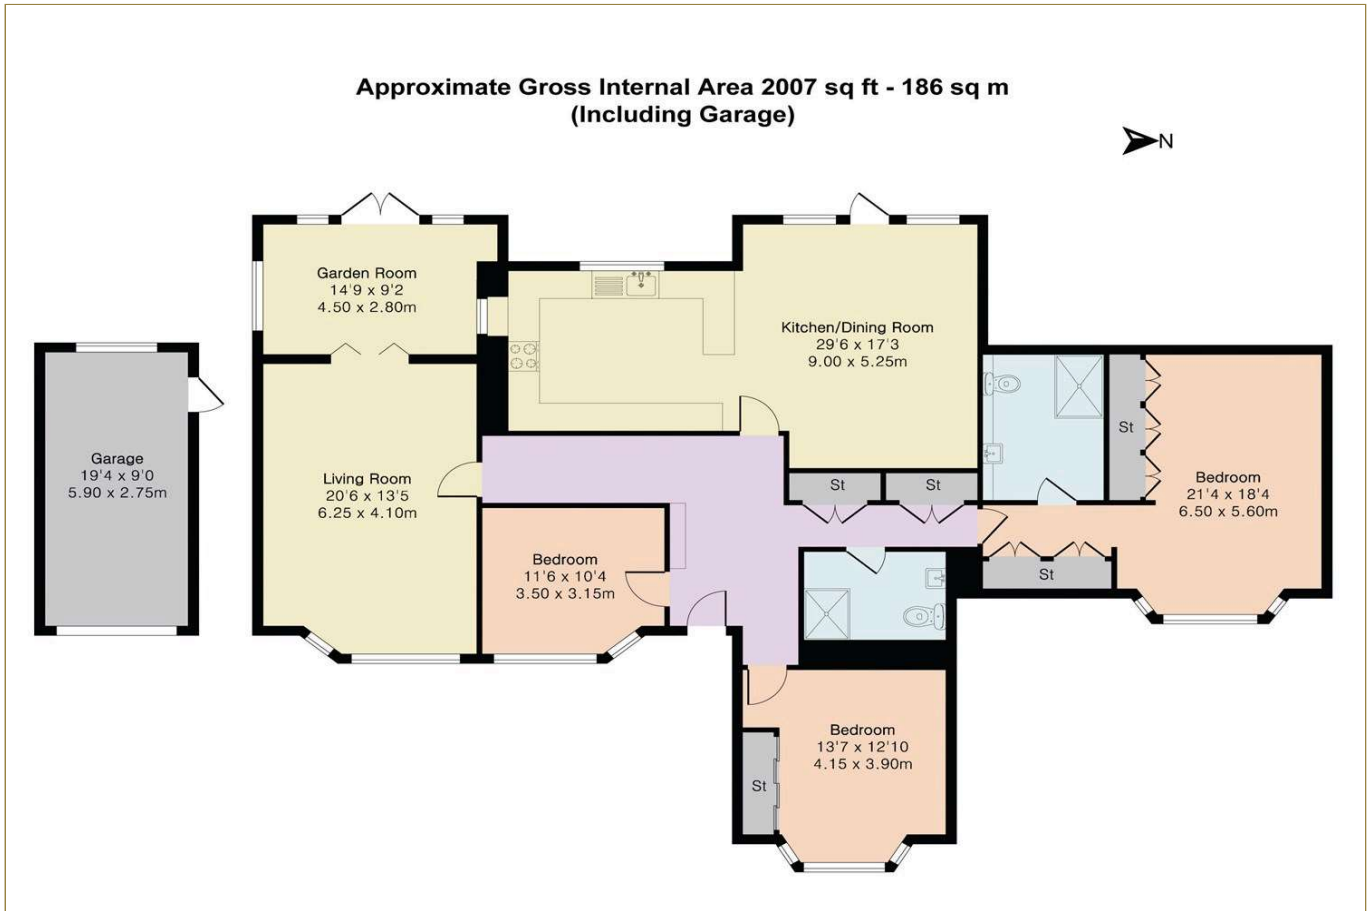 Approximate Gross Internal Area 2007 sq ft - 186 sq m
(Including Garage)
N
Garden Room
14'9 x 9'2
4.50 x 2.80m
Kitchen/Dining Room
29'6 x 17'3
9.00 x 5.25m
Garage
19'4 x 9'0
5.90 x 2.75m
Living Room
20'6 x 13'5
6.25 x 4.10m
St
St
St
Bedroom
21'4 x 18'4
6.50 x 5.60m
Bedroom
11'6 x 10'4
3.50 x 3.15m
St
Bedroom
13'7 x 12'10
4.15 x 3.90m
St